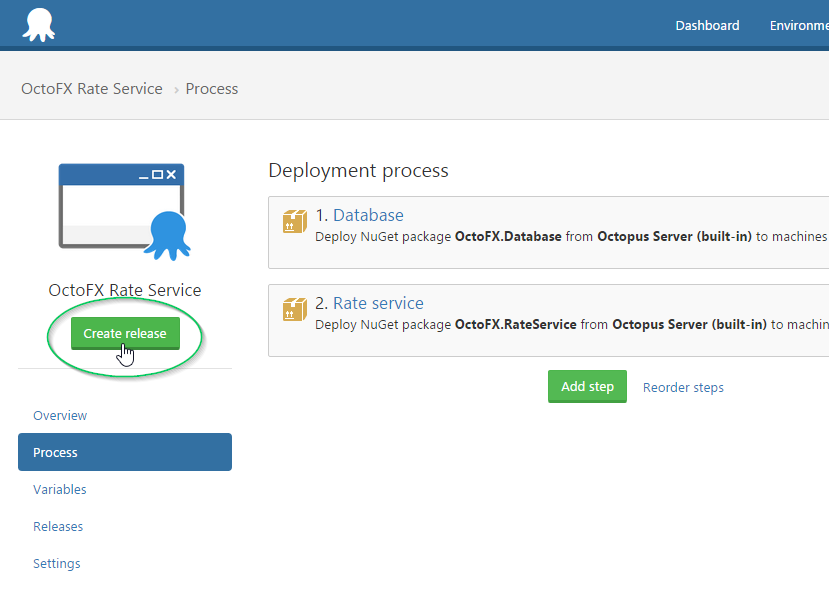 Dashboard Environme
OctoFX Rate Service › Process
Deployment process
1. Database
Deploy NuGet package OctoFX.Database from Octopus Server (built-in) to machines
OctoFX Rate Service
2. Rate service
Deploy NuGet package OctoFX.RateService from Octopus Server (built-in) to machin
Create release
Add step Reorder steps
Overview
Process
Variables
Releases
Settings